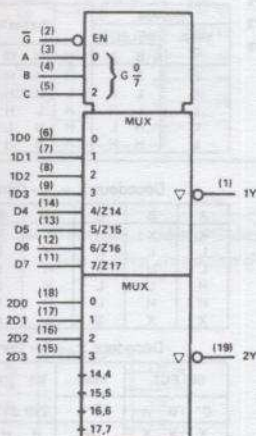 G (2) EN
A (3) 0
B (4) G 0/7
C (5) 2
MUX
1D0 (6) 0
1D1 (7) 1
1D2 (8) 2
1D3 (9) 3 ▽ (1) 1Y
D4 (14) 4/Z14
D5 (13) 5/Z15
D6 (12) 6/Z16
D7 (11) 7/Z17
MUX
2D0 (18) 0
2D1 (17) 1
2D2 (16) 2
2D3 (15) 3 ▽ (19) 2Y
14,4
15,5
16,6
17,7